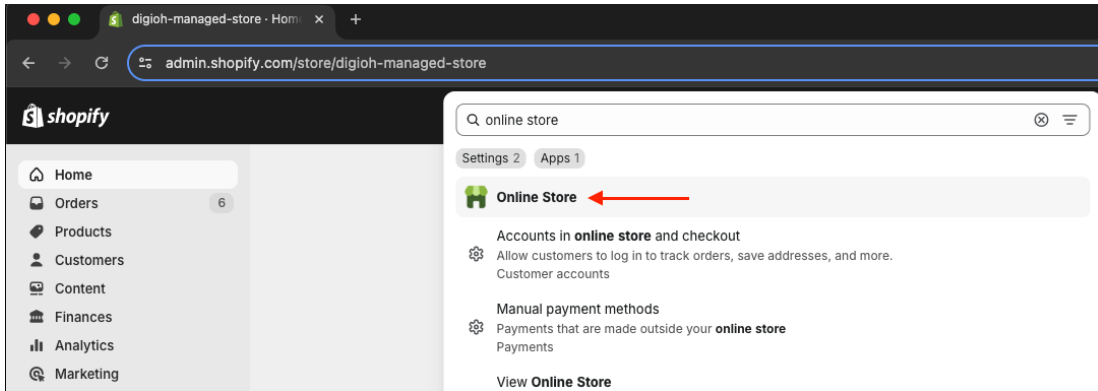 digioh-managed-store · Hom
admin.shopify.com/store/digioh-managed-store
shopify
online store
Settings 2 Apps 1
Home
Online Store
Orders 6
Products
Accounts in online store and checkout
Allow customers to log in to track orders, save addresses, and more.
Customer accounts
Customers
Content
Manual payment methods
Finances
Payments that are made outside your online store
Payments
Analytics
Marketing
View Online Store